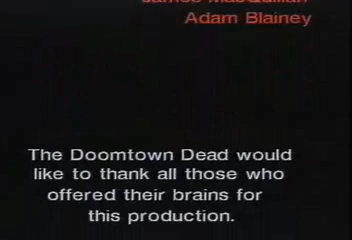 Adam Blainey
The Doomtown Dead would
like to thank all those who
offered their brains for
this production.